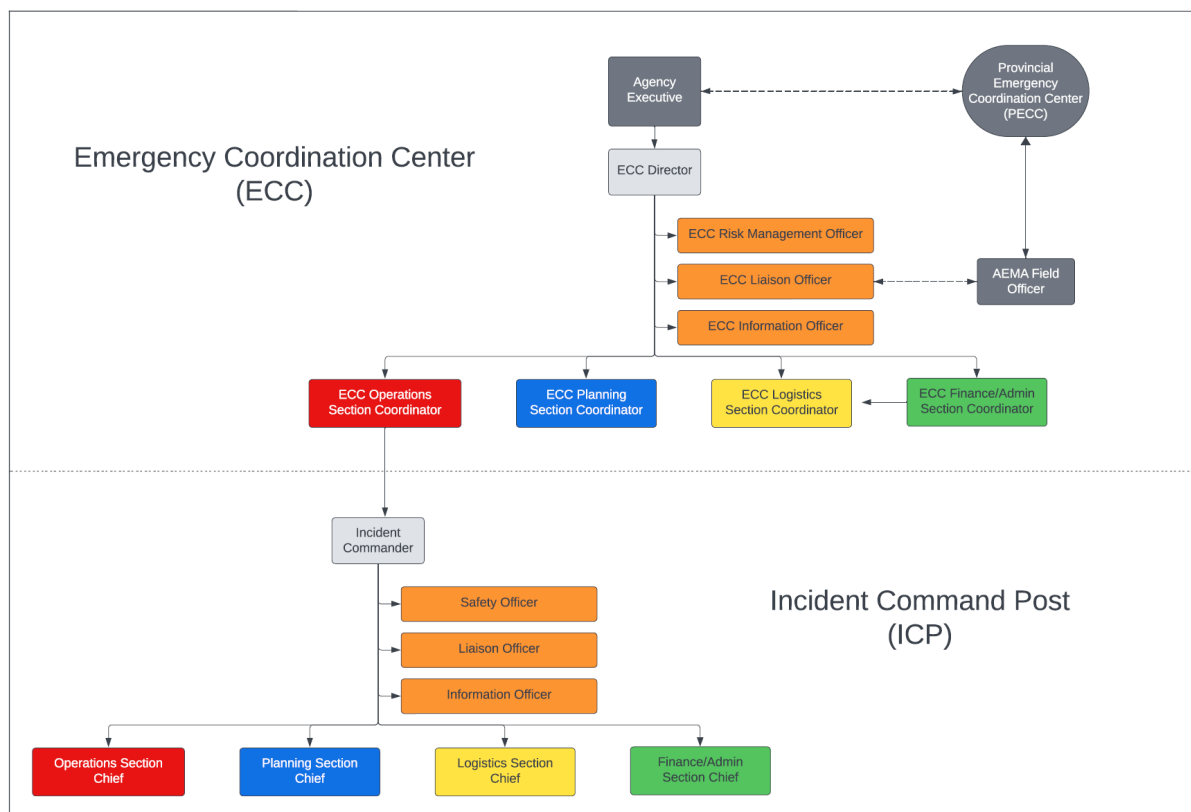 Agency
Executive
Provincial
Emergency
Coordination Center
(PECC)
Emergency Coordination Center
(ECC)
ECC Director
ECC Risk Management Officer
ECC Liaison Officer
AEMA Field
Officer
ECC Information Officer
ECC Operations
Section Coordinator
ECC Planning
Section Coordinator
ECC Logistics
Section Coordinator
ECC Finance/Admin
Section Coordinator
Incident
Commander
Safety Officer
Liaison Officer
Information Officer
Incident Command Post
(ICP)
Operations Section
Chief
Planning Section
Chief
Logistics Section
Chief
Finance/Admin
Section Chief